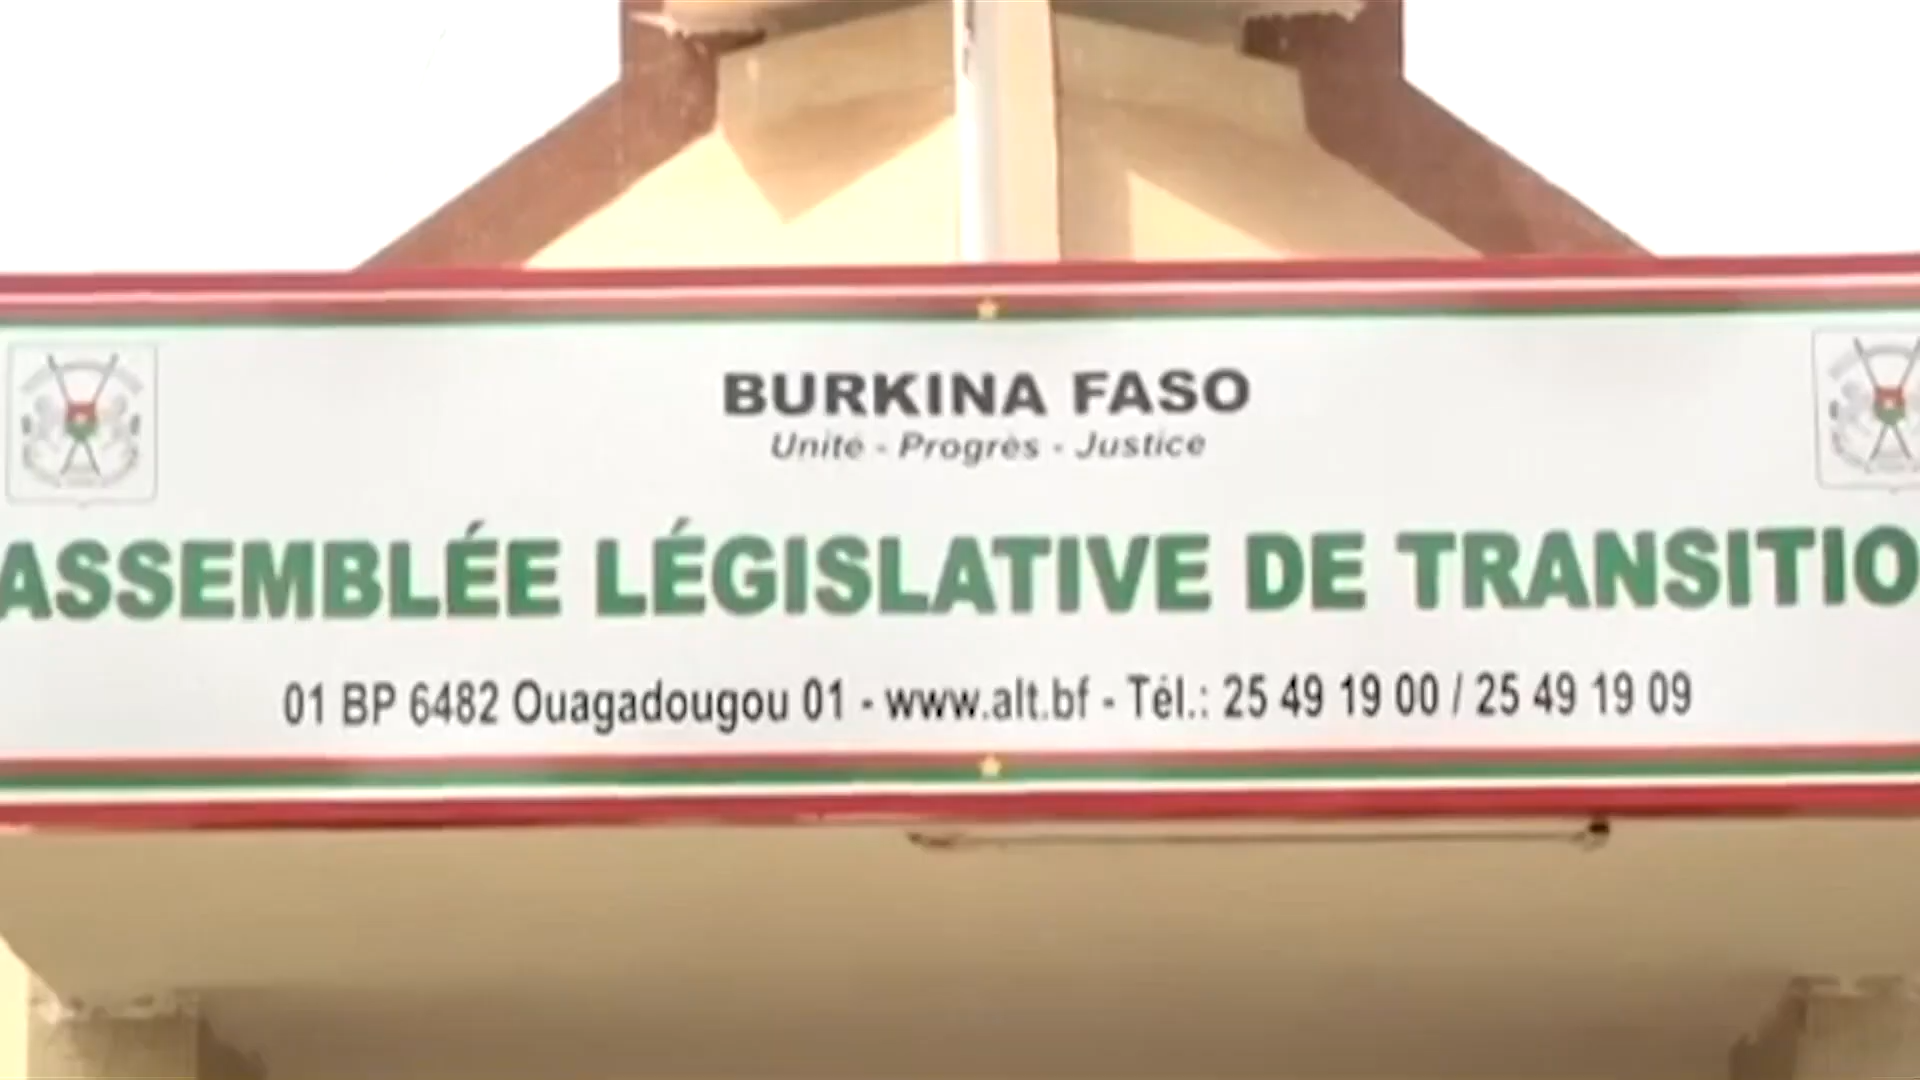 BURKINA FASO
Unité - Progrès - Justice
ASSEMBLÉE LÉGISLATIVE DE TRANSITIO
01 BP 6482 Ouagadougou 01 - www.alt.bf - Tél.: 25 49 19 00 / 25 49 19 09